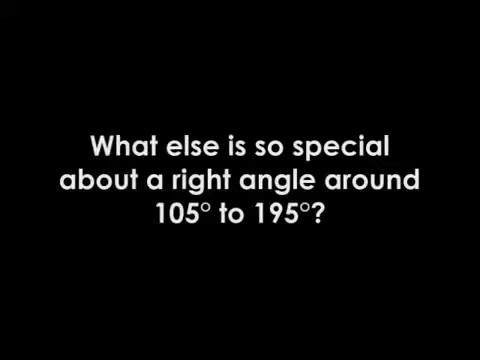 What else is so special
about a right angle around
105° to 195°?